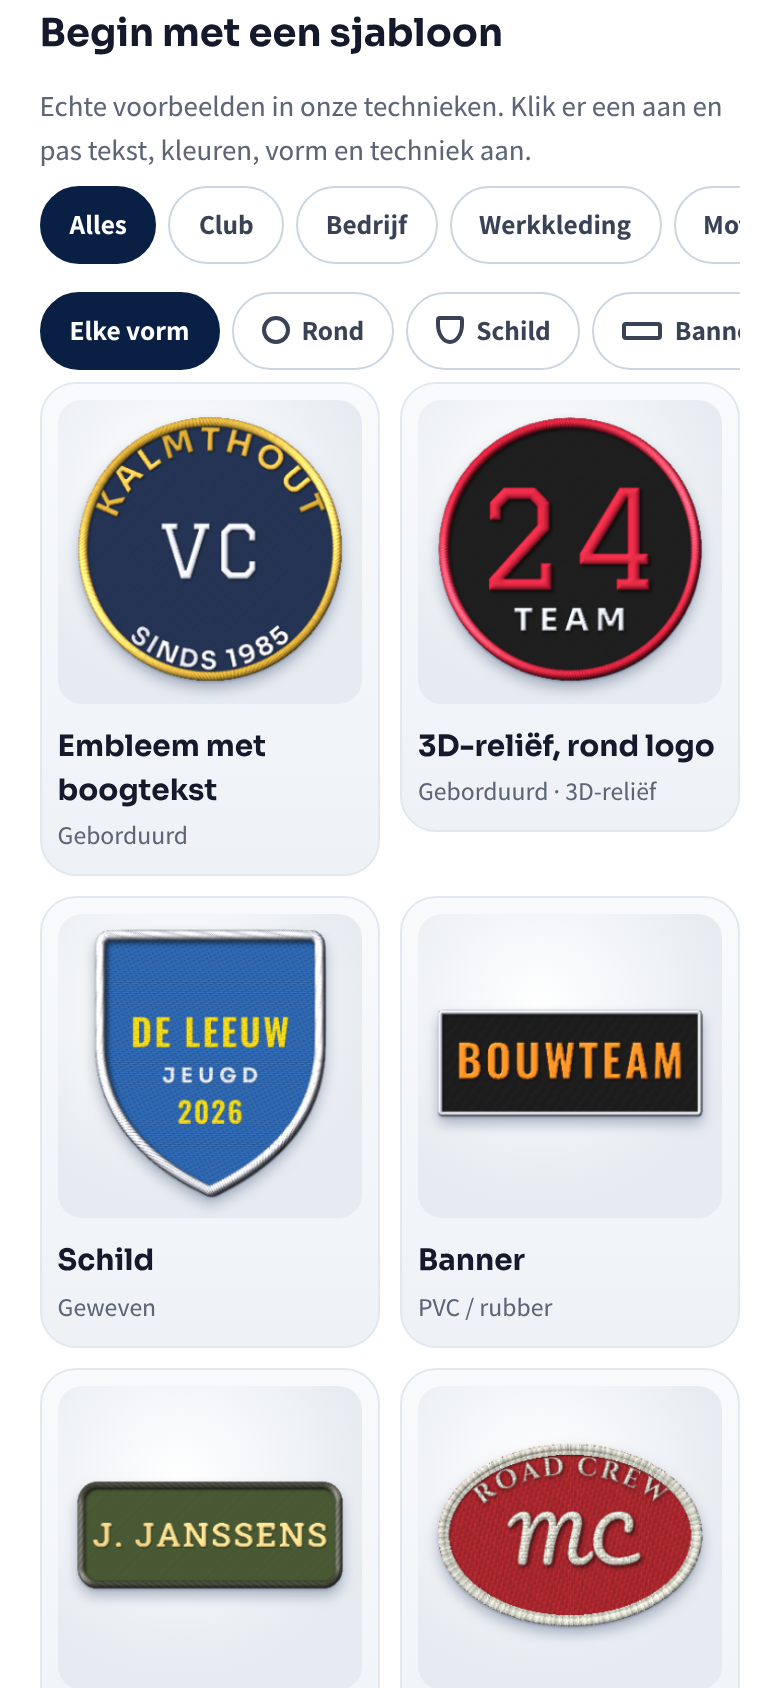 Begin met een sjabloon
Echte voorbeelden in onze technieken. Klik er een aan en
pas tekst, kleuren, vorm en techniek aan.
Alles Club Bedrijf Werkkleding
Elke vorm Rond Schild
KALMTHOUT
VC
SINDS 1985
24
TEAM
Embleem met
boogtekst
Geborduurd
3D-reliëf, rond logo
Geborduurd · 3D-reliëf
DE LEEUW
JEUGD
2026
BOUWTEAM
Schild
Geweven
Banner
PVC / rubber
J. JANSSENS
ROAD CREW
mc